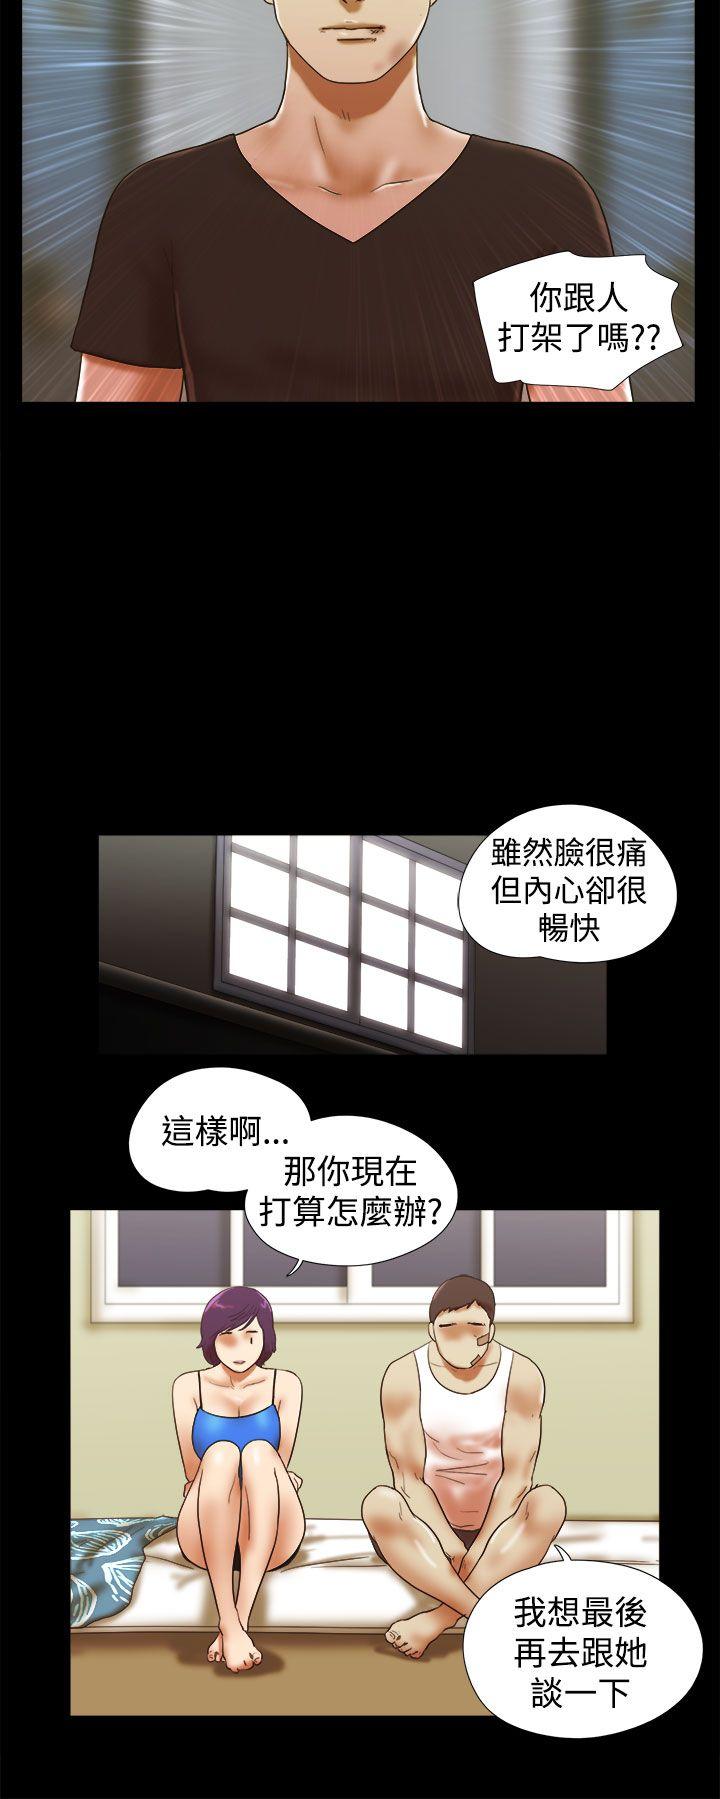 你跟人
打架了嗎??
雖然臉很痛
但內心卻很
暢快
這樣啊...
那你現在
打算怎麼辦?
我想最後
再去跟她
談一下